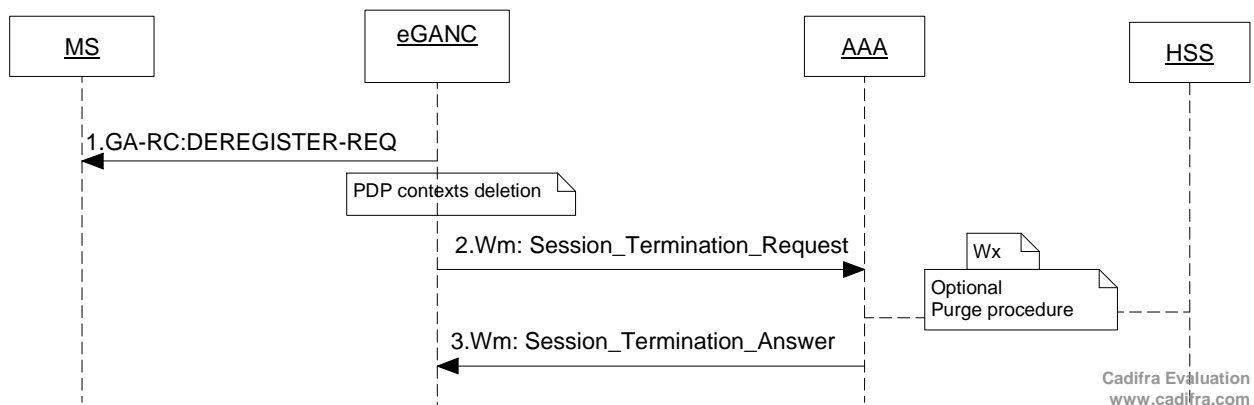 MS
eGANC
AAA
HSS
1.GA-RC:DEREGISTER-REQ
PDP contexts deletion
2.Wm: Session_Termination_Request
Wx
Optional
Purge procedure
3.Wm: Session_Termination_Answer
Cadifra Evaluation
www.cadifra.com